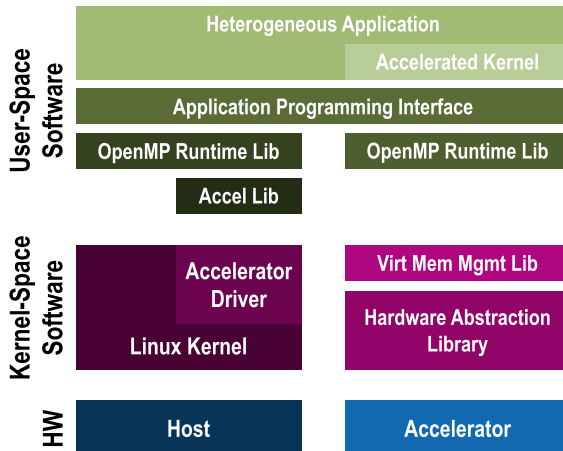 User-Space
Software
Heterogeneous Application
Accelerated Kernel
Application Programming Interface
OpenMP Runtime Lib
OpenMP Runtime Lib
Accel Lib
Kernel-Space
Software
Accelerator
Driver
Linux Kernel
Virt Mem Mgmt Lib
Hardware Abstraction
Library
HW
Host
Accelerator